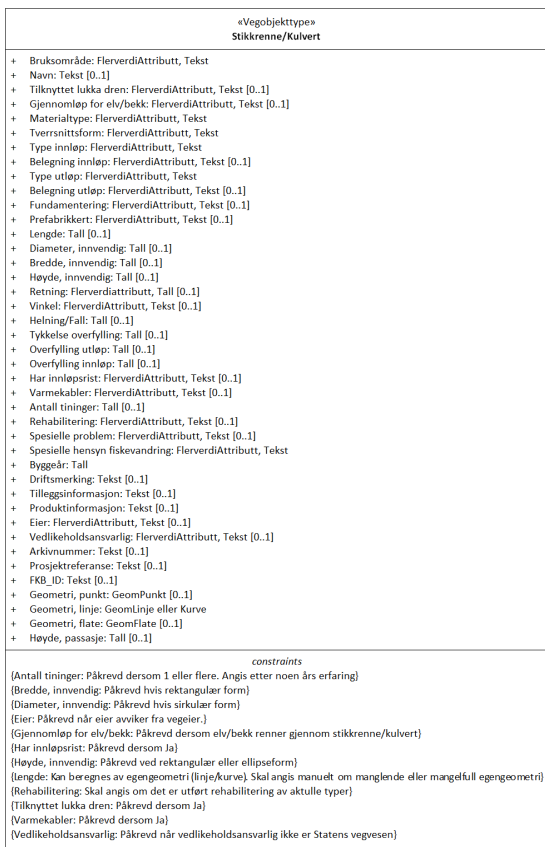 «Vegobjekttype»
Stikkrenne/Kulvert
+ Bruksområde: FlerverdiAttributt, Tekst
+ Navn: Tekst [0..1]
+ Tilknyttet lukka dren: FlerverdiAttributt, Tekst [0..1]
+ Gjennomløp for elv/bekk: FlerverdiAttributt, Tekst [0..1]
+ Materialtype: FlerverdiAttributt, Tekst
+ Tverrsnittsform: FlerverdiAttributt, Tekst
+ Type innløp: FlerverdiAttributt, Tekst
+ Belegning innløp: FlerverdiAttributt, Tekst [0..1]
+ Type utløp: FlerverdiAttributt, Tekst
+ Belegning utløp: FlerverdiAttributt, Tekst [0..1]
+ Fundamentering: FlerverdiAttributt, Tekst [0..1]
+ Prefabrikkert: FlerverdiAttributt, Tekst [0..1]
+ Lengde: Tall [0..1]
+ Diameter, innvendig: Tall [0..1]
+ Bredde, innvendig: Tall [0..1]
+ Høyde, innvendig: Tall [0..1]
+ Retning: Flerverdiattributt, Tall [0..1]
+ Vinkel: FlerverdiAttributt, Tekst [0..1]
+ Helning/Fall: Tall [0..1]
+ Tykkelse overfylling: Tall [0..1]
+ Overfylling utløp: Tall [0..1]
+ Overfylling innløp: Tall [0..1]
+ Har innløpsrist: FlerverdiAttributt, Tekst [0..1]
+ Varmekabler: FlerverdiAttributt, Tekst [0..1]
+ Antall tininger: Tall [0..1]
+ Rehabilitering: FlerverdiAttributt, Tekst [0..1]
+ Spesielle problem: FlerverdiAttributt, Tekst [0..1]
+ Spesielle hensyn fiskevandring: FlerverdiAttributt, Tekst
+ Byggeår: Tall
+ Driftsmerking: Tekst [0..1]
+ Tilleggsinformasjon: Tekst [0..1]
+ Produktinformasjon: Tekst [0..1]
+ Eier: FlerverdiAttributt, Tekst [0..1]
+ Vedlikeholdsansvarlig: FlerverdiAttributt, Tekst [0..1]
+ Arkivnummer: Tekst [0..1]
+ Prosjektreferanse: Tekst [0..1]
+ FKB_ID: Tekst [0..1]
+ Geometri, punkt: GeomPunkt [0..1]
+ Geometri, linje: GeomLinje eller Kurve
+ Geometri, flate: GeomFlate [0..1]
+ Høyde, passasje: Tall [0..1]
constraints
{Antall tininger: Påkrevd dersom 1 eller flere. Angis etter noen års erfaring}
{Bredde, innvendig: Påkrevd hvis rektangulær form}
{Diameter, innvendig: Påkrevd hvis sirkulær form}
{Eier: Påkrevd når eier avviker fra vegeier.}
{Gjennomløp for elv/bekk: Påkrevd dersom elv/bekk renner gjennom stikkrenne/kulvert}
{Har innløpsrist: Påkrevd dersom Ja}
{Høyde, innvendig: Påkrevd ved rektangulær eller ellipseform}
{Lengde: Kan beregnes av egengeometri (linje/kurve). Skal angis manuelt om manglende eller mangelfull egengeometri}
{Rehabilitering: Skal angis om det er utført rehabilitering av aktulle typer}
{Tilknyttet lukka dren: Påkrevd dersom Ja}
{Varmekabler: Påkrevd dersom Ja}
{Vedlikeholdsansvarlig: Påkrevd når vedlikeholdsansvarlig ikke er Statens vegvesen}